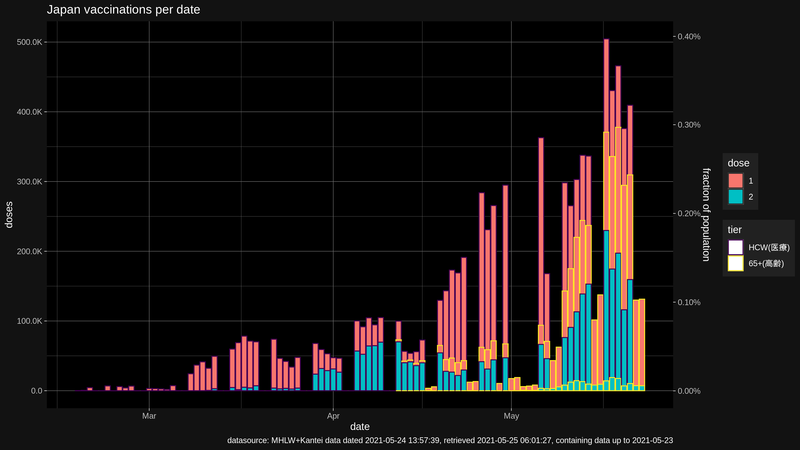 Japan vaccinations per date
500.0K
400.0K
300.0K
200.0K
100.0K
0.0
doses
0.40%
0.30%
0.20%
0.10%
0.00%
fraction of population
Mar
Apr
May
date
dose
1
2
tier
HCW(医療)
65+(高齢)
datasource: MHLW+Kantei data dated 2021-05-24 13:57:39, retrieved 2021-05-25 06:01:27, containing data up to 2021-05-23